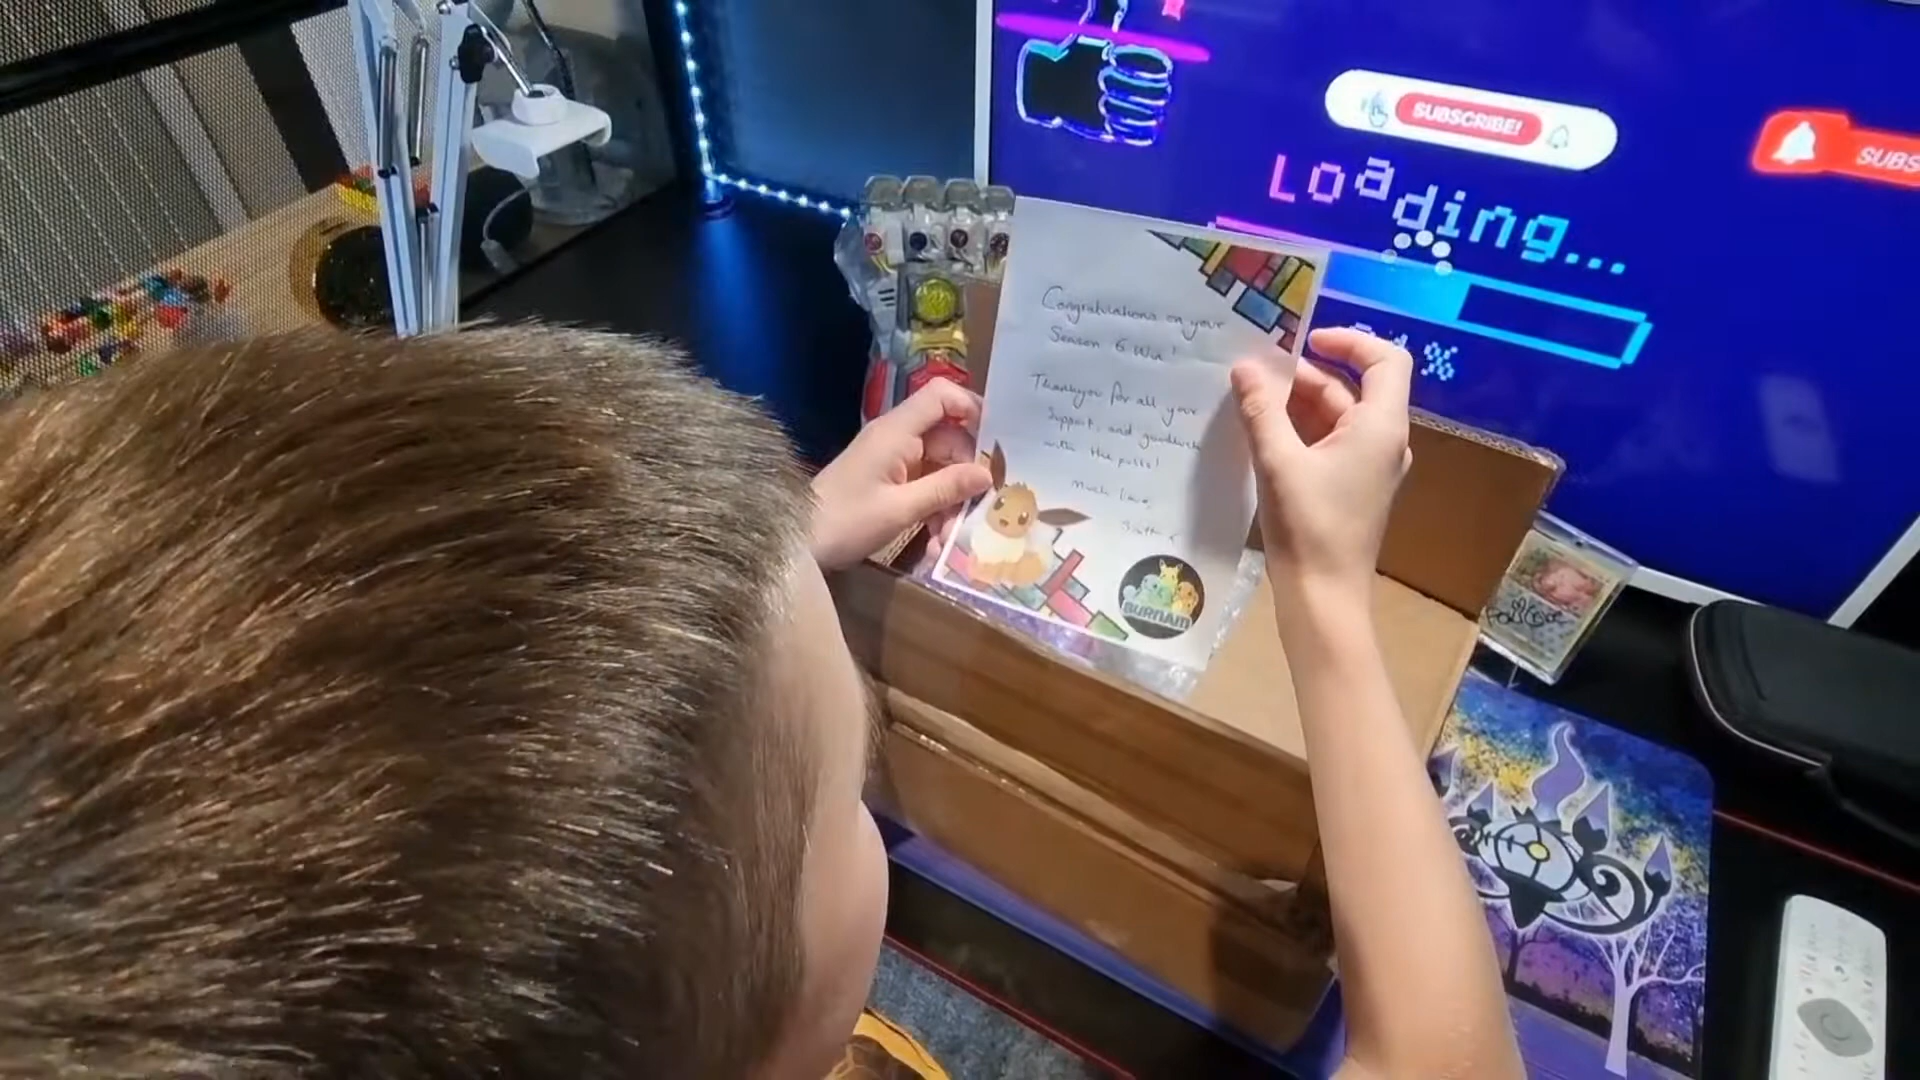 SUBSCRIBE!
SUBS
Loading...
%
Congratulations on your
Season 6 Win!
Thankyou for all your
Support, and goodluck
with the pulls!
Much love,
BURNAM